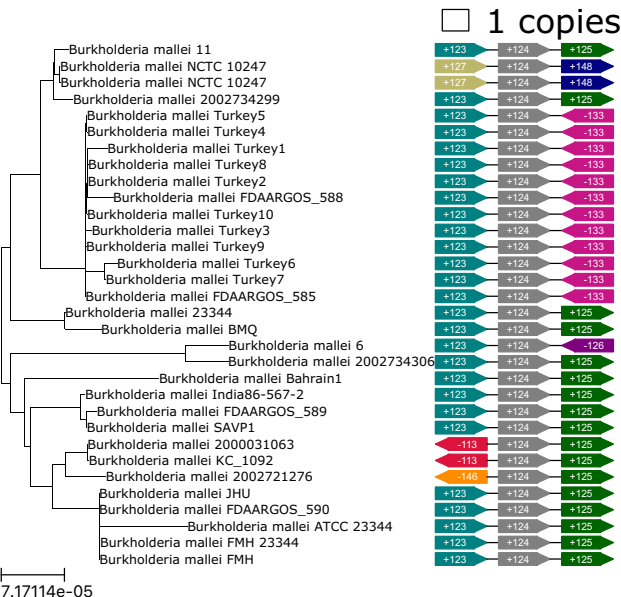 1 copies
Burkholderia mallei 11 +123 +124 +125
Burkholderia mallei NCTC 10247 +127 +124 +148
Burkholderia mallei NCTC 10247 +127 +124 +148
Burkholderia mallei 2002734299 +123 +124 +125
Burkholderia mallei Turkey5 +123 +124 -133
Burkholderia mallei Turkey4 +123 +124 -133
Burkholderia mallei Turkey1 +123 +124 -133
Burkholderia mallei Turkey8 +123 +124 -133
Burkholderia mallei Turkey2 +123 +124 -133
Burkholderia mallei FDAARGOS_588 +123 +124 -133
Burkholderia mallei Turkey10 +123 +124 -133
Burkholderia mallei Turkey3 +123 +124 -133
Burkholderia mallei Turkey9 +123 +124 -133
Burkholderia mallei Turkey6 +123 +124 -133
Burkholderia mallei Turkey7 +123 +124 -133
Burkholderia mallei FDAARGOS_585 +123 +124 -133
Burkholderia mallei 23344 +123 +124 +125
Burkholderia mallei BMQ +123 +124 +125
Burkholderia mallei 6 +123 +124 -126
Burkholderia mallei 2002734306 +123 +124 +125
Burkholderia mallei Bahrain1 +123 +124 +125
Burkholderia mallei India86-567-2 +123 +124 +125
Burkholderia mallei FDAARGOS_589 +123 +124 +125
Burkholderia mallei SAVP1 +123 +124 +125
Burkholderia mallei 2000031063 -113 +124 +125
Burkholderia mallei KC_1092 -113 +124 +125
Burkholderia mallei 2002721276 -146 +124 +125
Burkholderia mallei JHU +123 +124 +125
Burkholderia mallei FDAARGOS_590 +123 +124 +125
Burkholderia mallei ATCC 23344 +123 +124 +125
Burkholderia mallei FMH 23344 +123 +124 +125
Burkholderia mallei FMH +123 +124 +125
7.17114e-05